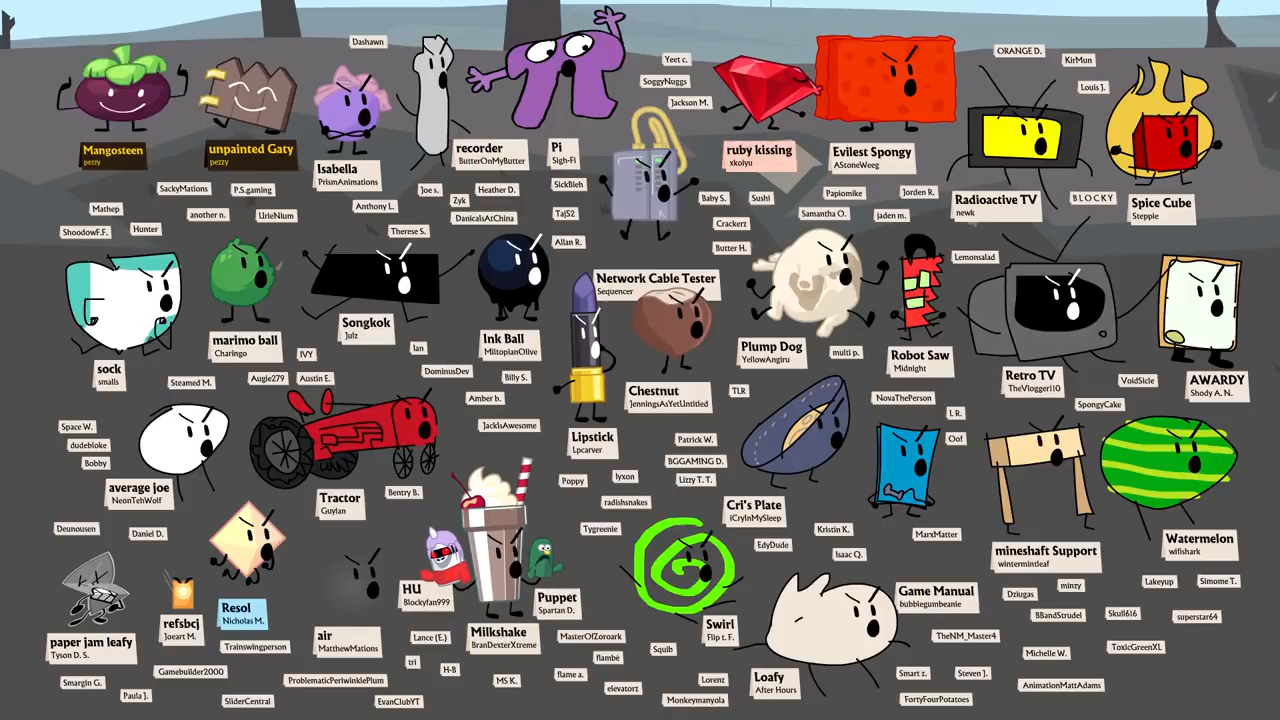 Dashawn
Yeet c.
SoggyNuggs
Jackson M.
ORANGE D.
KirMun
Louis J.
Mangosteen
pezzy
unpainted Gaty
pezzy
Isabella
PrismAnimations
recorder
ButterOnMyButter
Pi
Sigh-Fi
ruby kissing
xkoiyu
Evilest Spongy
AStoneWeeg
Radioactive TV
newk
B L O C K Y
Spice Cube
Stepple
SackyMations
P.S.gaming
Joe s.
Heather D.
SickBleh
Baby S.
Sushi
Papiomike
Jorden R.
Mathep
another n.
UrieNium
Anthony L.
Zyk
DanicalsAtChina
Taj52
Samantha O.
jaden m.
ShoodowF.F.
Hunter
Therese S.
Allan R.
Crackerz
Butter H.
Lemonsalad
Network Cable Tester
Sequencer
marimo ball
Charingo
Songkok
Julz
Ink Ball
MiltopianOlive
Plump Dog
YellowAngiru
multi p.
Robot Saw
Midnight
sock
smalls
IVY
Ian
Retro TV
TheVlogger110
VoidSicle
AWARDY
Shody A. N.
Steamed M.
Augie279
Austin E.
DominusDev
Billy S.
Chestnut
JenningsAsYetUntitled
TLR
NovaThePerson
SpongyCake
Amber b.
I. R.
Space W.
dudebloke
Bobby
JackIsAwesome
Lipstick
Lpcarver
Patrick W.
BGGAMING D.
Lizzy T. T.
Oof
average joe
NeonTehWolf
Tractor
Guylan
Bentry B.
Poppy
lyxon
radishsnakes
Cri's Plate
iCryInMySleep
Deunousen
Daniel D.
Tygreenie
EdyDude
Kristin K.
Isaac Q.
MarxMatter
mineshaft Support
wintermintleaf
Watermelon
wifishark
HU
Blockyfan999
Puppet
Spartan D.
Game Manual
bubblegumbeanie
Dziugas
minzy
Lakeyup
Simome T.
paper jam leafy
Tyson D. S.
refsbcj
Joeart M.
Resol
Nicholas M.
air
MatthewMations
Lance (E.)
Milkshake
BranDexterXtreme
MasterOfZoroark
Swirl
Flip t. F.
BBandStrudel
Skull616
superstar64
TheNM_Master4
Trainswingperson
Squib
flambé
Michelle W.
ToxicGreenXL
tri
H-B
Smargin G.
Gamebuilder2000
ProblematicPeriwinklePlum
MS K.
flame a.
elevatorz
Lorenz
Loafy
After Hours
Smart z.
Steven J.
AnimationMattAdams
Paula J.
SliderCentral
EvanClubYT
Monkeymanyola
FortyFourPotatoes